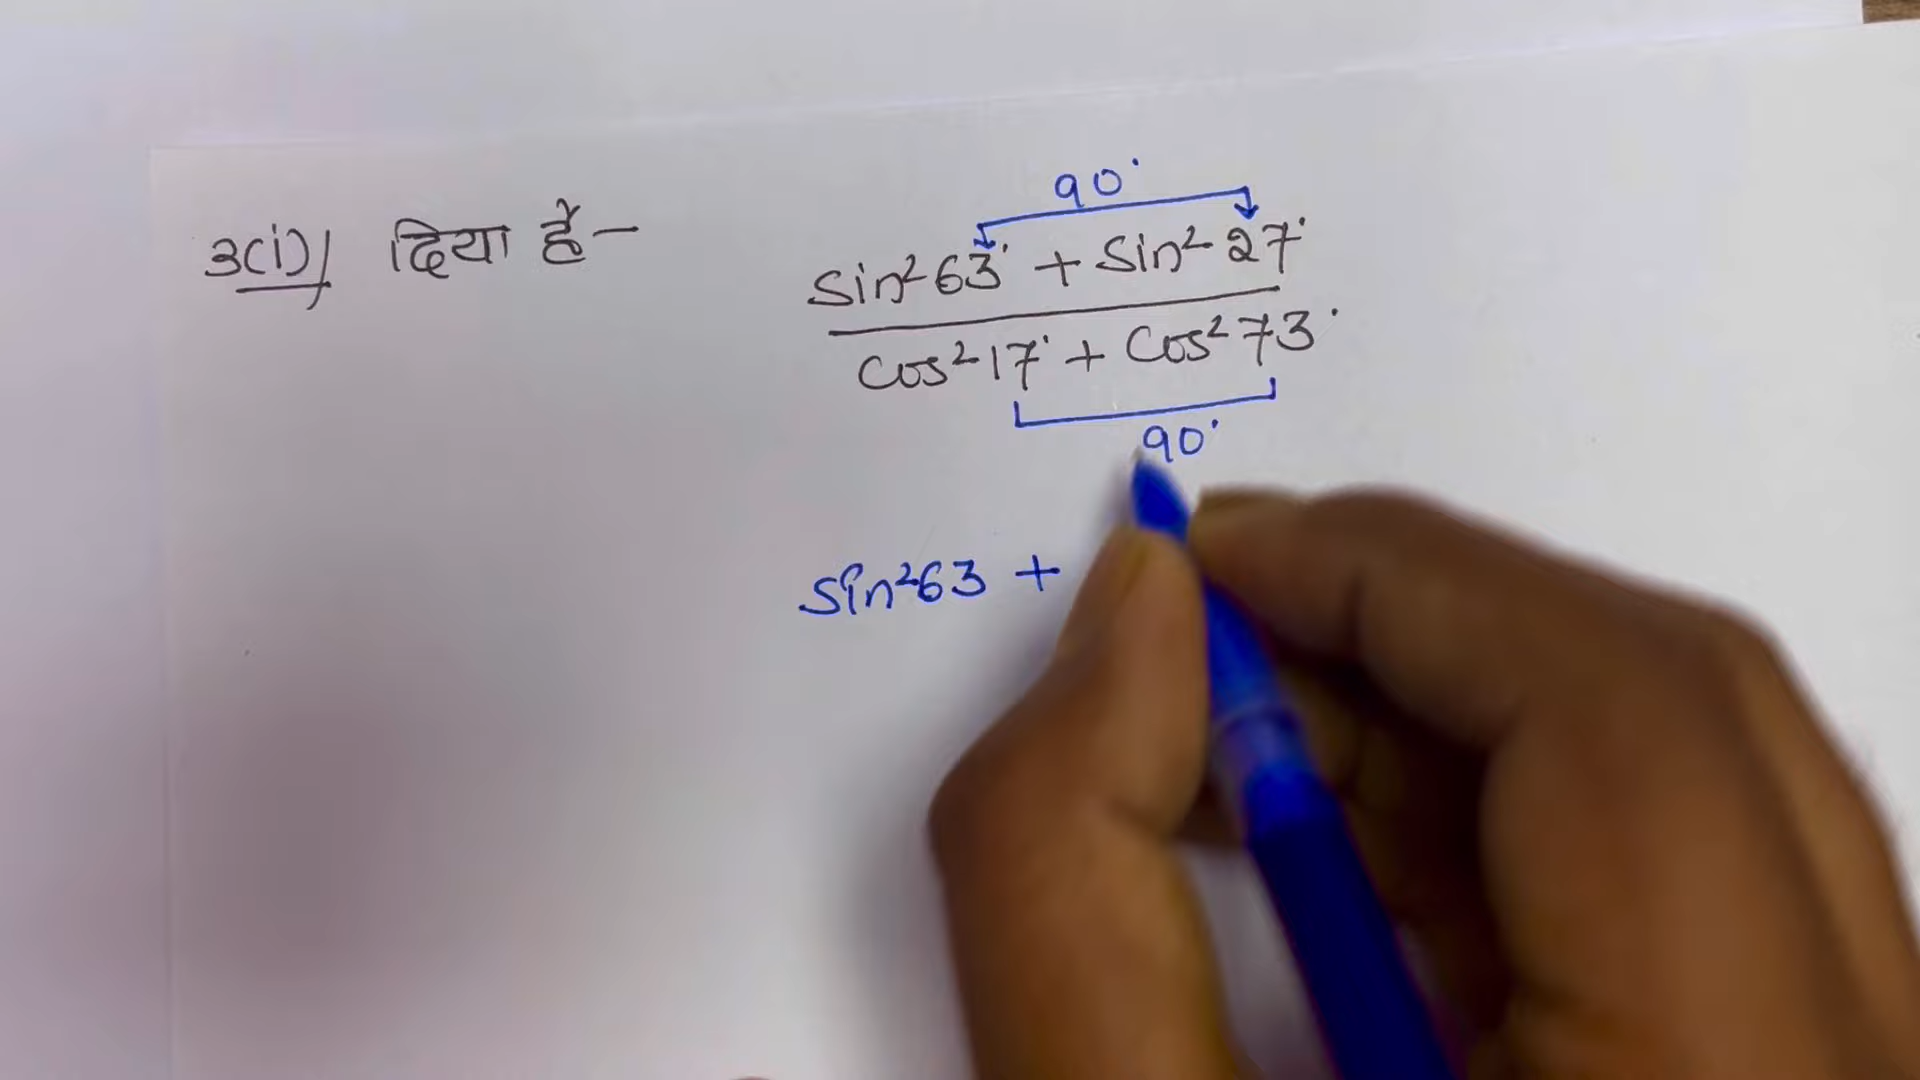 90°
3(i)/ दिया है—
sin²63° + sin²27°
cos²17° + cos²73°
90°
sin²63 +